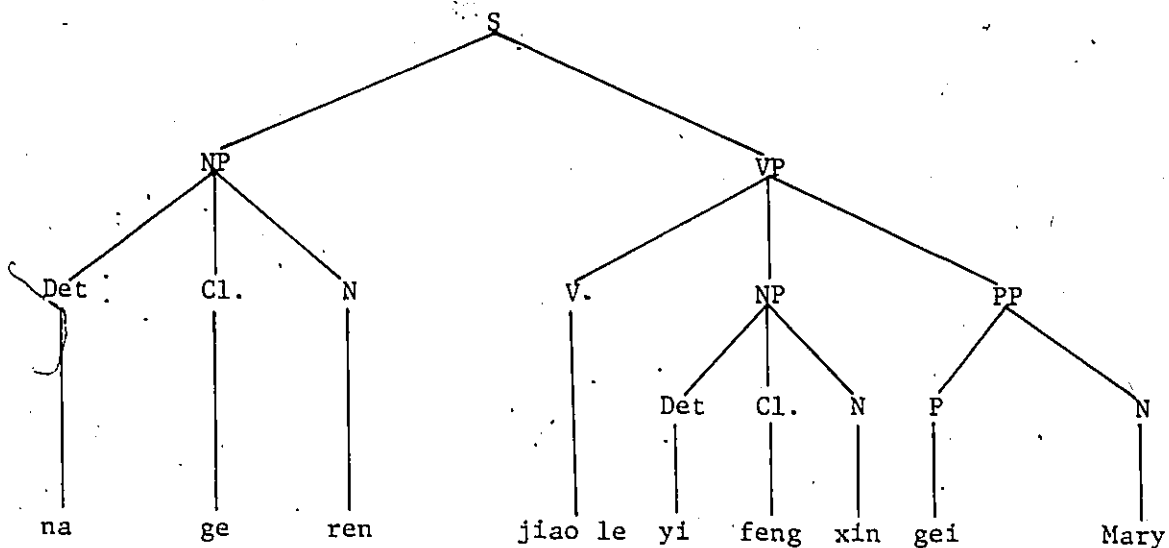 S
NP VP
Det Cl. N V. NP PP
Det Cl. N P N
na ge ren jiao le yi feng xin gei Mary